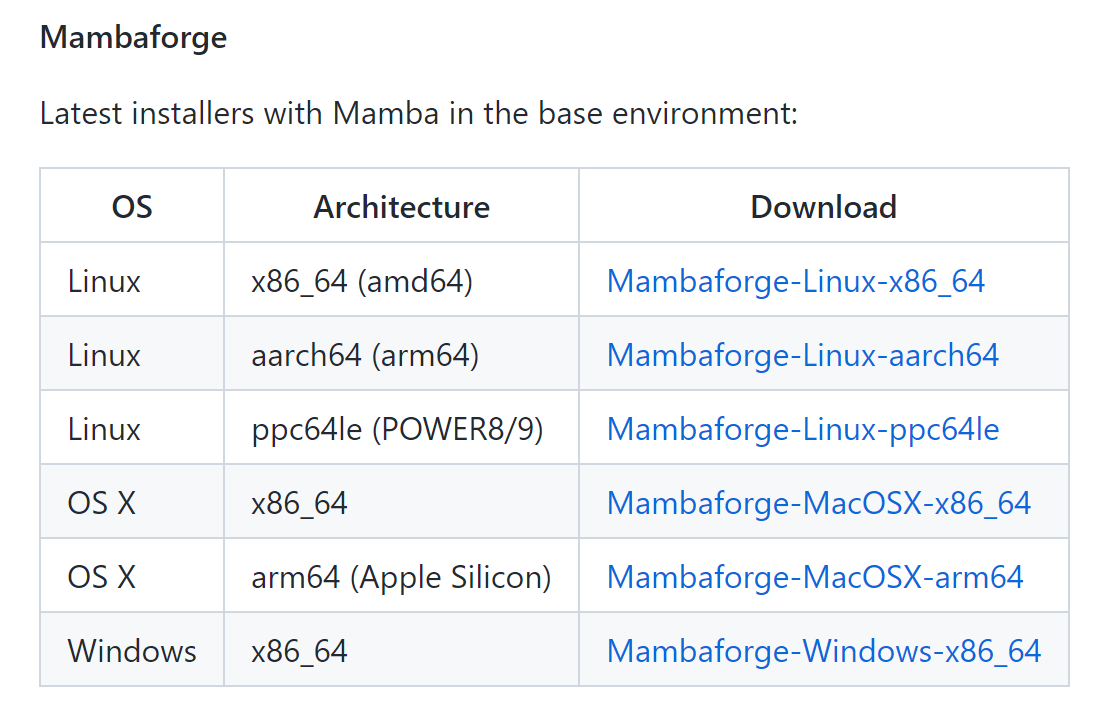 Mambaforge
Latest installers with Mamba in the base environment:
OS Architecture Download
Linux x86_64 (amd64) Mambaforge-Linux-x86_64
Linux aarch64 (arm64) Mambaforge-Linux-aarch64
Linux ppc64le (POWER8/9) Mambaforge-Linux-ppc64le
OS X x86_64 Mambaforge-MacOSX-x86_64
OS X arm64 (Apple Silicon) Mambaforge-MacOSX-arm64
Windows x86_64 Mambaforge-Windows-x86_64